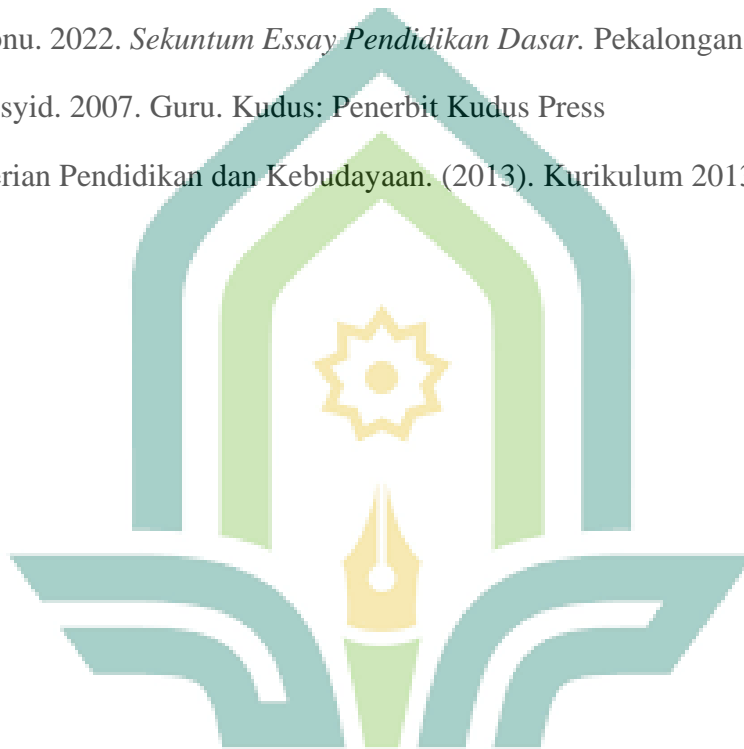 onu. 2022. Sekuntum Essay Pendidikan Dasar. Pekalongan
syid. 2007. Guru. Kudus: Penerbit Kudus Press
erian Pendidikan dan Kebudayaan. (2013). Kurikulum 2013